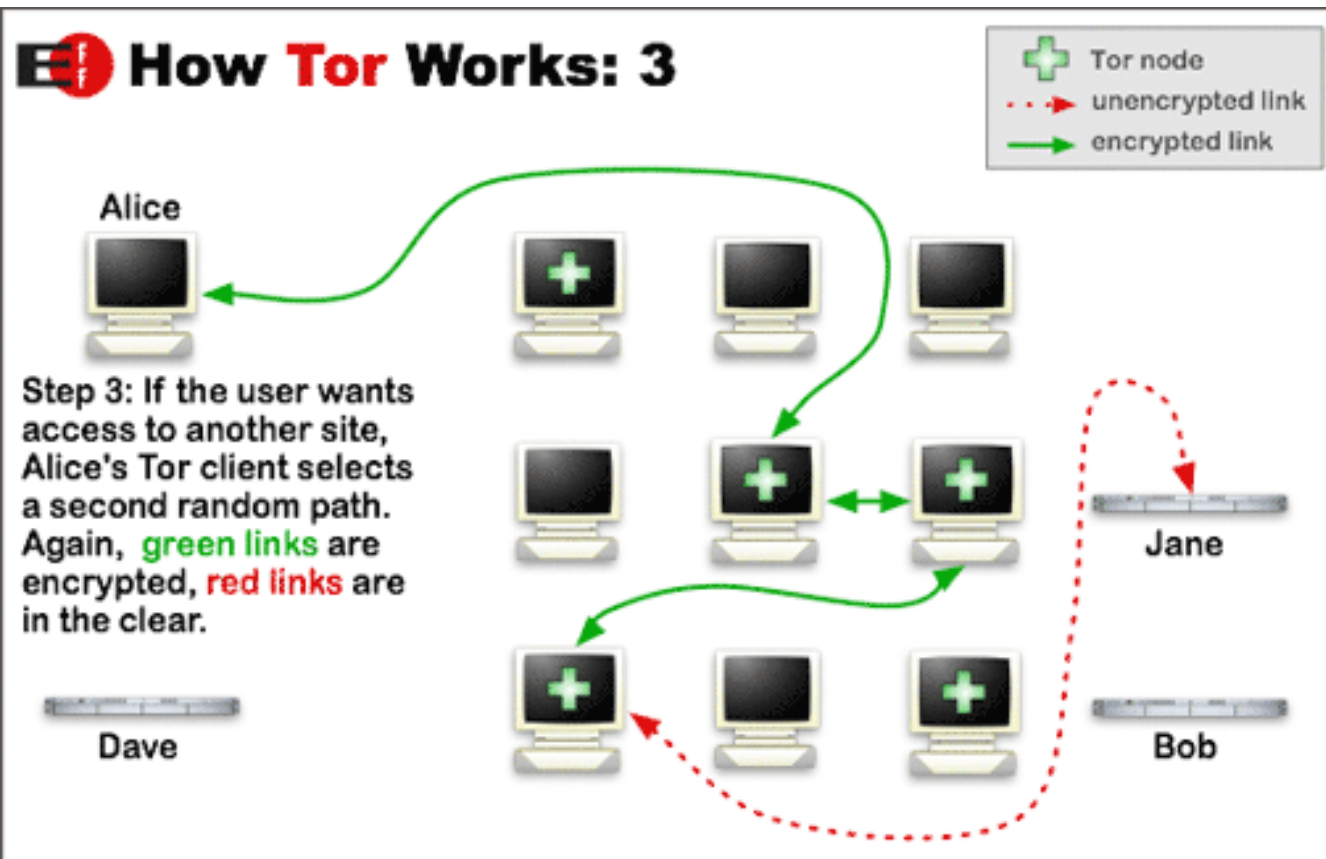 EFF How Tor Works: 3
Tor node
unencrypted link
encrypted link
Alice
Step 3: If the user wants
access to another site,
Alice's Tor client selects
a second random path.
Again, green links are
encrypted, red links are
in the clear.
Jane
Dave
Bob